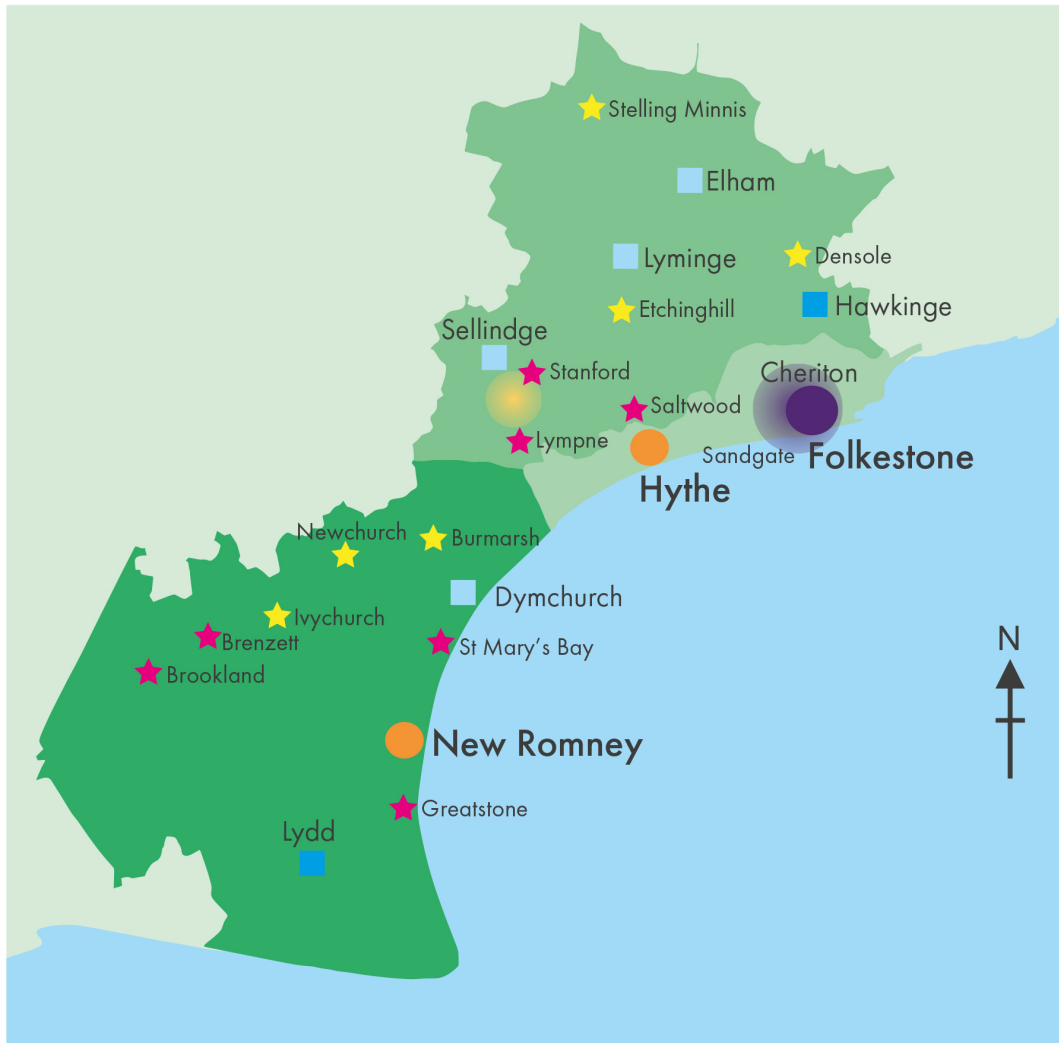 Stelling Minnis
Elham
Lyminge
Densole
Etchinghill
Hawkinge
Sellindge
Stanford
Cheriton
Saltwood
Lympne
Sandgate
Folkestone
Hythe
Newchurch
Burmarsh
Dymchurch
Ivychurch
Brenzett
St Mary's Bay
Brookland
N
New Romney
Greatstone
Lydd